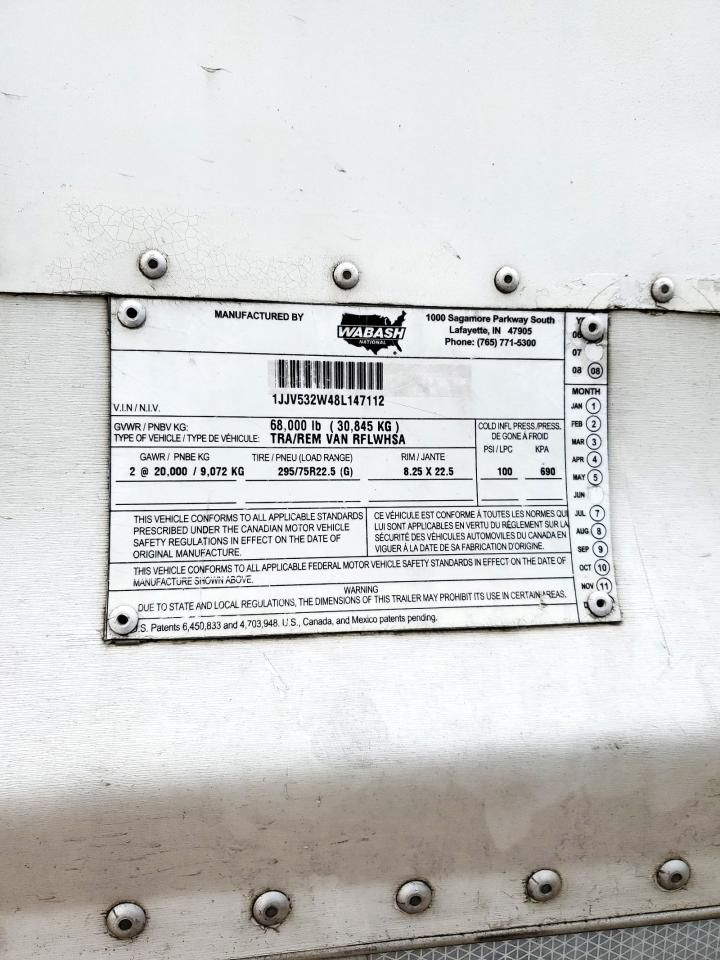 MANUFACTURED BY
WABASH
NATIONAL
1000 Sagamore Parkway South
Lafayette, IN 47905
Phone: (765) 771-5300
1JJV532W48L147112
V.I.N / N.I.V.
GVWR / PNBV KG: 68,000 lb ( 30,845 KG )
TYPE OF VEHICLE / TYPE DE VÉHICULE: TRA/REM VAN RFLWHSA
COLD INFL PRESS./PRESS.
DE GONE À FROID
PSI / LPC KPA
GAWR / PNBE KG TIRE / PNEU (LOAD RANGE) RIM / JANTE
2 @ 20,000 / 9,072 KG 295/75R22.5 (G) 8.25 X 22.5 100 690
THIS VEHICLE CONFORMS TO ALL APPLICABLE STANDARDS
PRESCRIBED UNDER THE CANADIAN MOTOR VEHICLE
SAFETY REGULATIONS IN EFFECT ON THE DATE OF
ORIGINAL MANUFACTURE.
CE VÉHICULE EST CONFORME À TOUTES LES NORMES QUI
LUI SONT APPLICABLES EN VERTU DU RÈGLEMENT SUR LA
SÉCURITÉ DES VÉHICULES AUTOMOVILES DU CANADA EN
VIGUER À LA DATE DE SA FABRICATION D'ORIGINE.
THIS VEHICLE CONFORMS TO ALL APPLICABLE FEDERAL MOTOR VEHICLE SAFETY STANDARDS IN EFFECT ON THE DATE OF
MANUFACTURE SHOWN ABOVE.
WARNING
DUE TO STATE AND LOCAL REGULATIONS, THE DIMENSIONS OF THIS TRAILER MAY PROHIBIT ITS USE IN CERTAIN AREAS.
U.S. Patents 6,450,833 and 4,703,948. U.S., Canada, and Mexico patents pending.
06
07
08 08
MONTH
JAN 1
FEB 2
MAR 3
APR 4
MAY 5
JUN
JUL 7
AUG 8
SEP 9
OCT 10
NOV 11